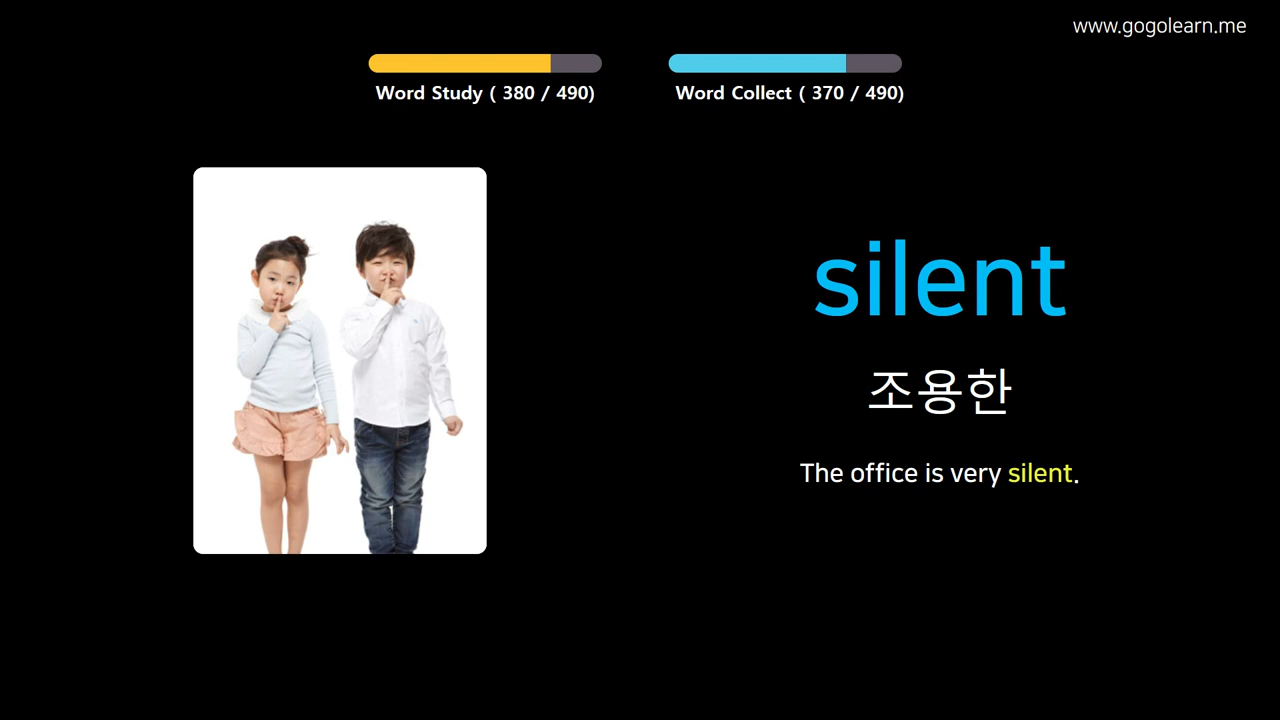 www.gogolearn.me
Word Study ( 380 / 490)
Word Collect ( 370 / 490)
silent
조용한
The office is very silent.